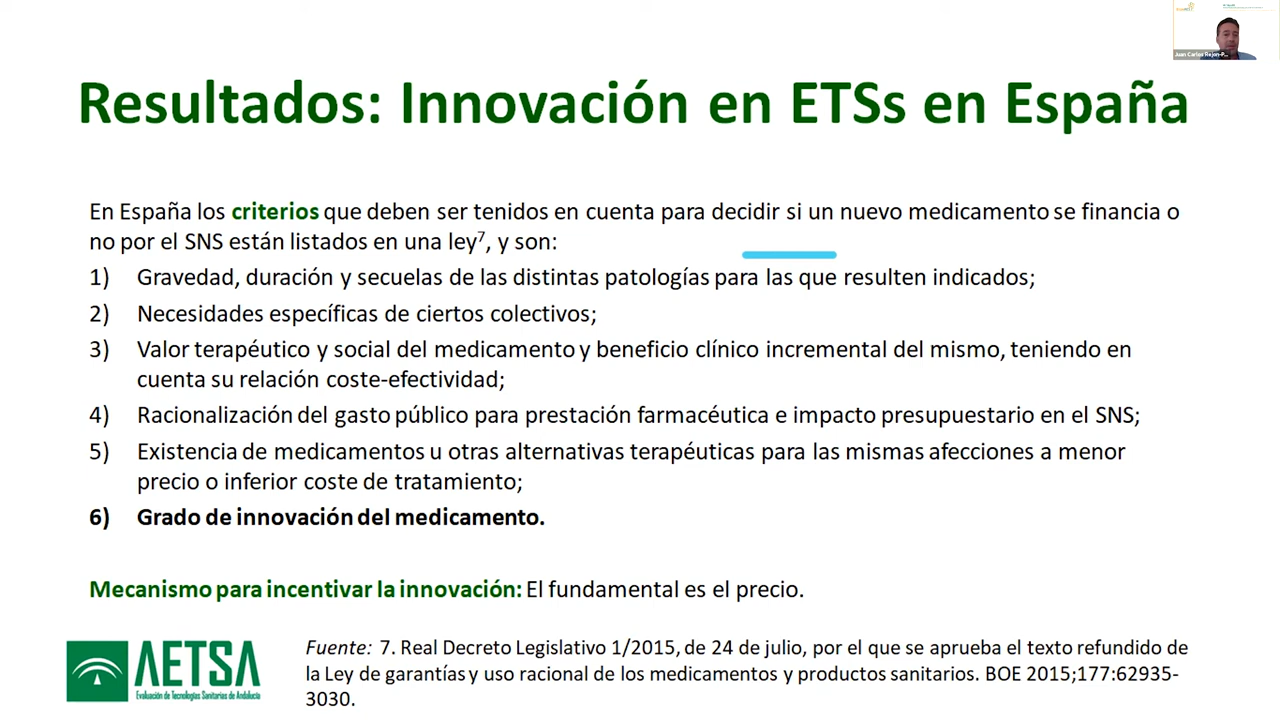 Juan Carlos Rejon-P...
Resultados: Innovación en ETSs en España
En España los criterios que deben ser tenidos en cuenta para decidir si un nuevo medicamento se financia o
no por el SNS están listados en una ley⁷, y son:
1) Gravedad, duración y secuelas de las distintas patologías para las que resulten indicados;
2) Necesidades específicas de ciertos colectivos;
3) Valor terapéutico y social del medicamento y beneficio clínico incremental del mismo, teniendo en
cuenta su relación coste-efectividad;
4) Racionalización del gasto público para prestación farmacéutica e impacto presupuestario en el SNS;
5) Existencia de medicamentos u otras alternativas terapéuticas para las mismas afecciones a menor
precio o inferior coste de tratamiento;
6) Grado de innovación del medicamento.
Mecanismo para incentivar la innovación: El fundamental es el precio.
AETSA
Evaluación de Tecnologías Sanitarias de Andalucía
Fuente: 7. Real Decreto Legislativo 1/2015, de 24 de julio, por el que se aprueba el texto refundido de
la Ley de garantías y uso racional de los medicamentos y productos sanitarios. BOE 2015;177:62935-
3030.